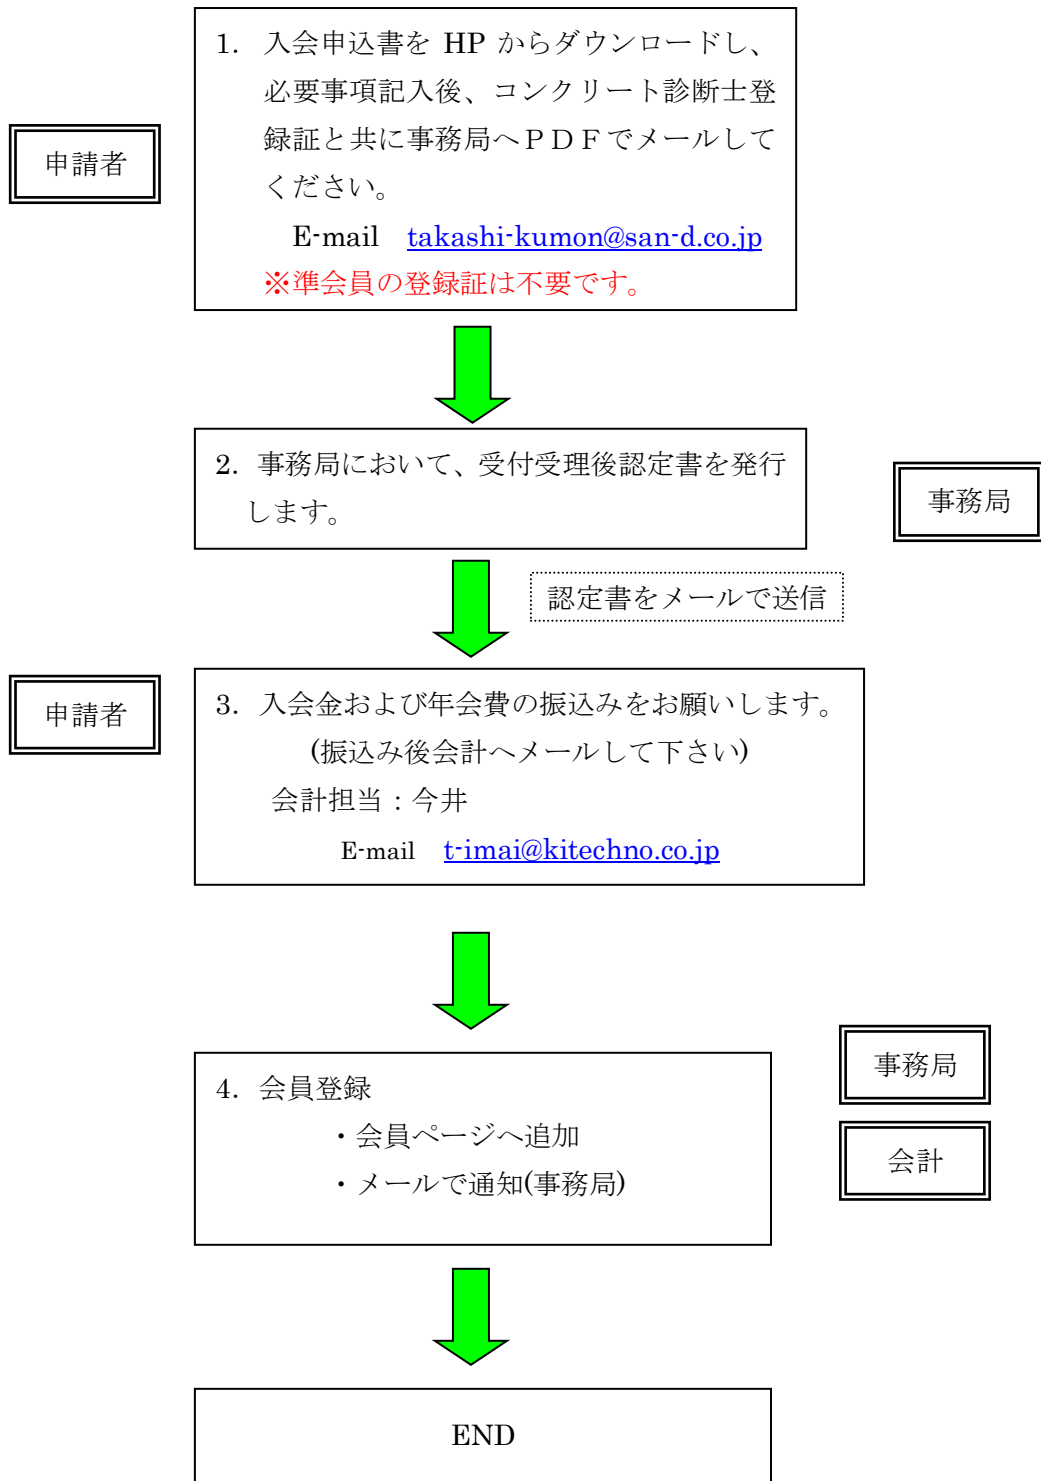 1. 入会申込書を HP からダウンロードし、
必要事項記入後、コンクリート診断士登
録証と共に事務局へＰＤＦでメールして
ください。
E-mail takashi-kumon@san-d.co.jp
※準会員の登録証は不要です。
申請者
2. 事務局において、受付受理後認定書を発行
します。
事務局
認定書をメールで送信
申請者
3. 入会金および年会費の振込みをお願いします。
(振込み後会計へメールして下さい)
会計担当：今井
E-mail t-imai@kitechno.co.jp
4. 会員登録
・会員ページへ追加
・メールで通知(事務局)
事務局
会計
END